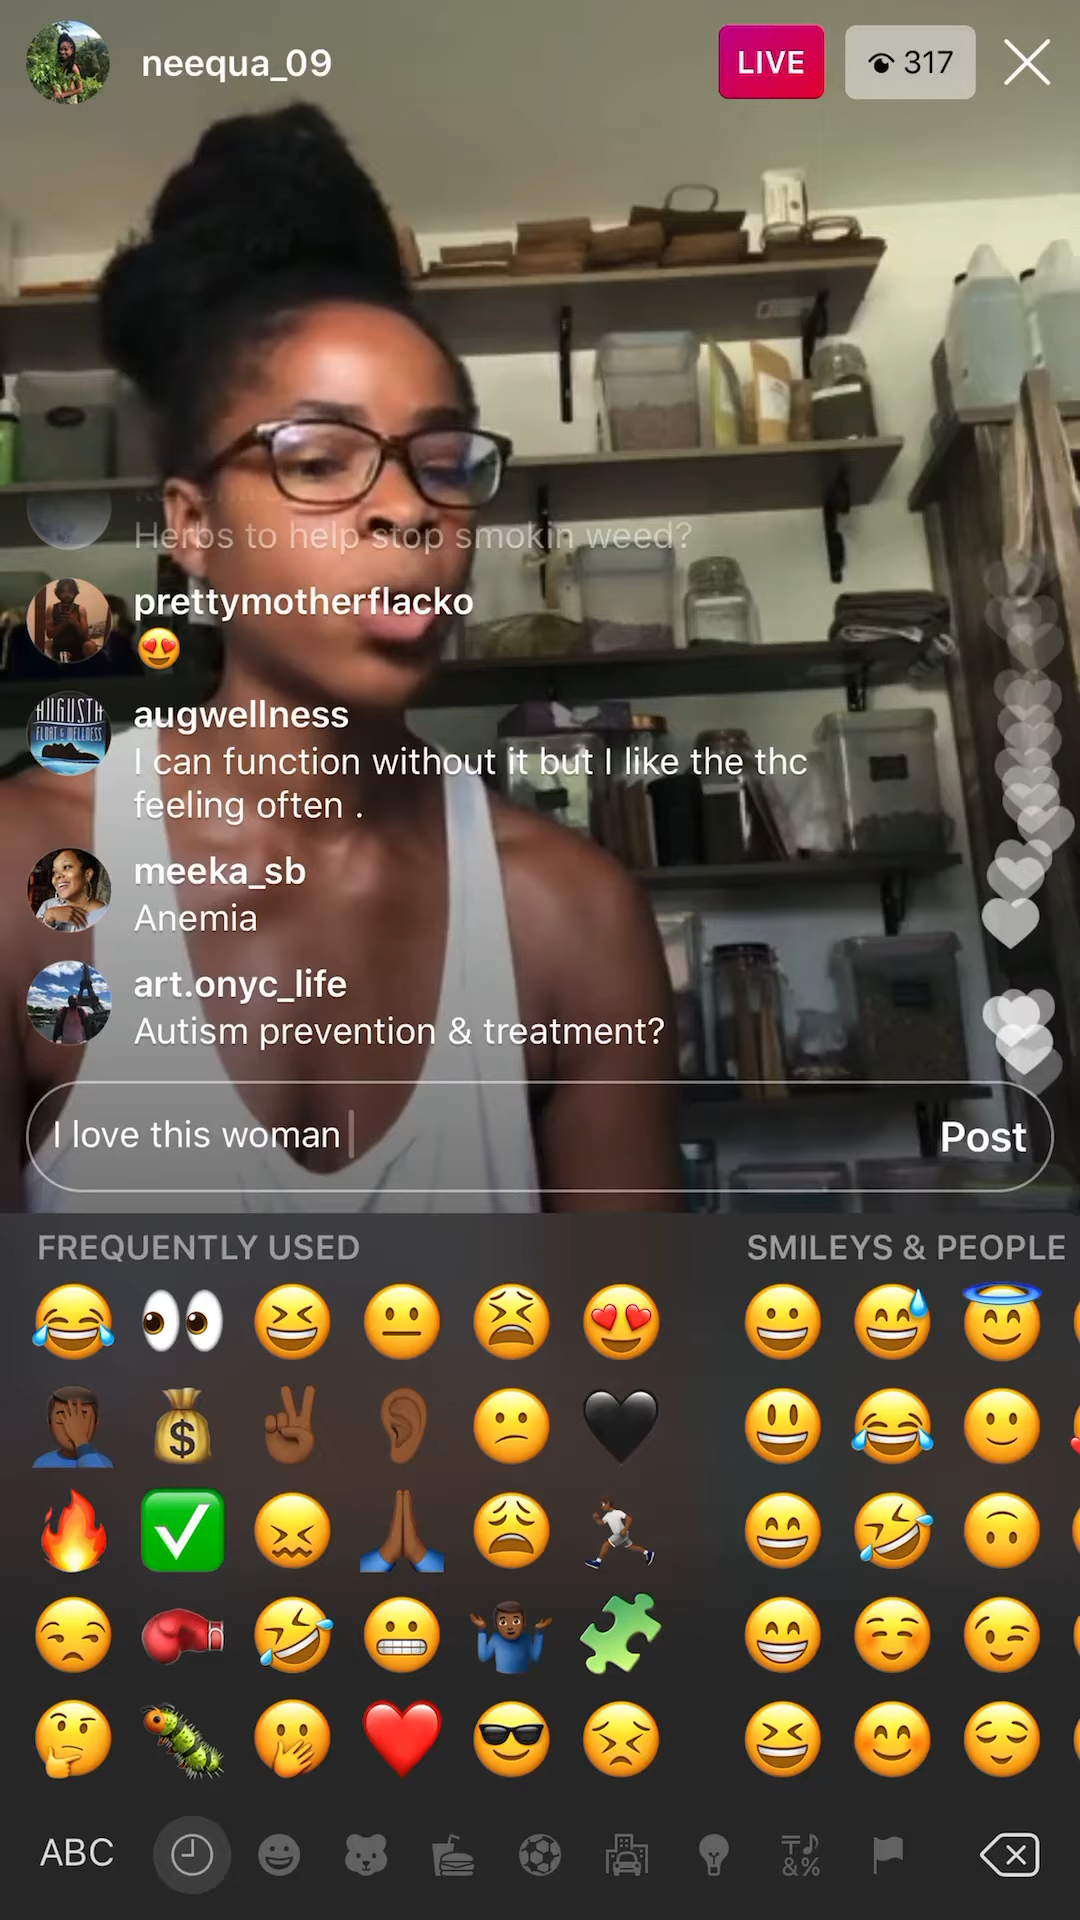 neequa_09
LIVE
317
Herbs to help stop smokin weed?
prettymotherflacko
😍
augwellness
I can function without it but I like the thc
feeling often .
meeka_sb
Anemia
art.onyc_life
Autism prevention & treatment?
I love this woman
Post
FREQUENTLY USED
SMILEYS & PEOPLE
ABC